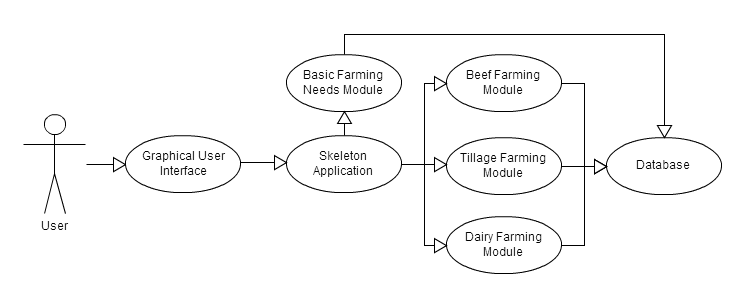 Basic Farming
Needs Module
Beef Farming
Module
Graphical User
Interface
Skeleton
Application
Tillage Farming
Module
Database
User
Dairy Farming
Module